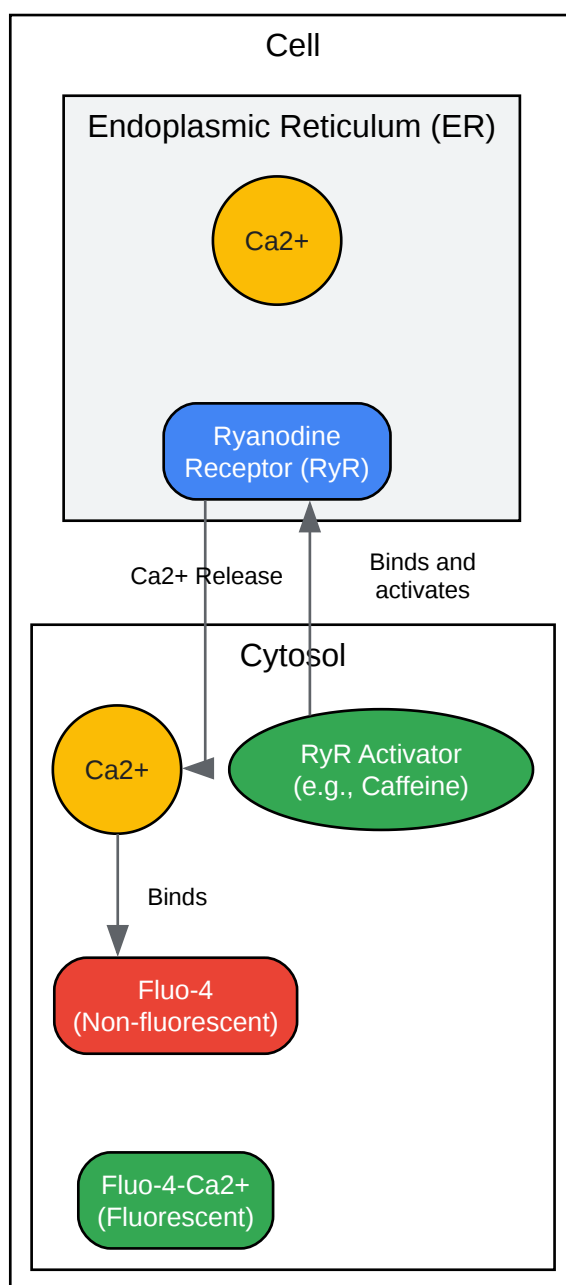 Cell
Endoplasmic Reticulum (ER)
Ca2+
Ryanodine
Receptor (RyR)
Ca2+ Release
Binds and
activates
Cytosol
Ca2+
RyR Activator
(e.g., Caffeine)
Binds
Fluo-4
(Non-fluorescent)
Fluo-4-Ca2+
(Fluorescent)